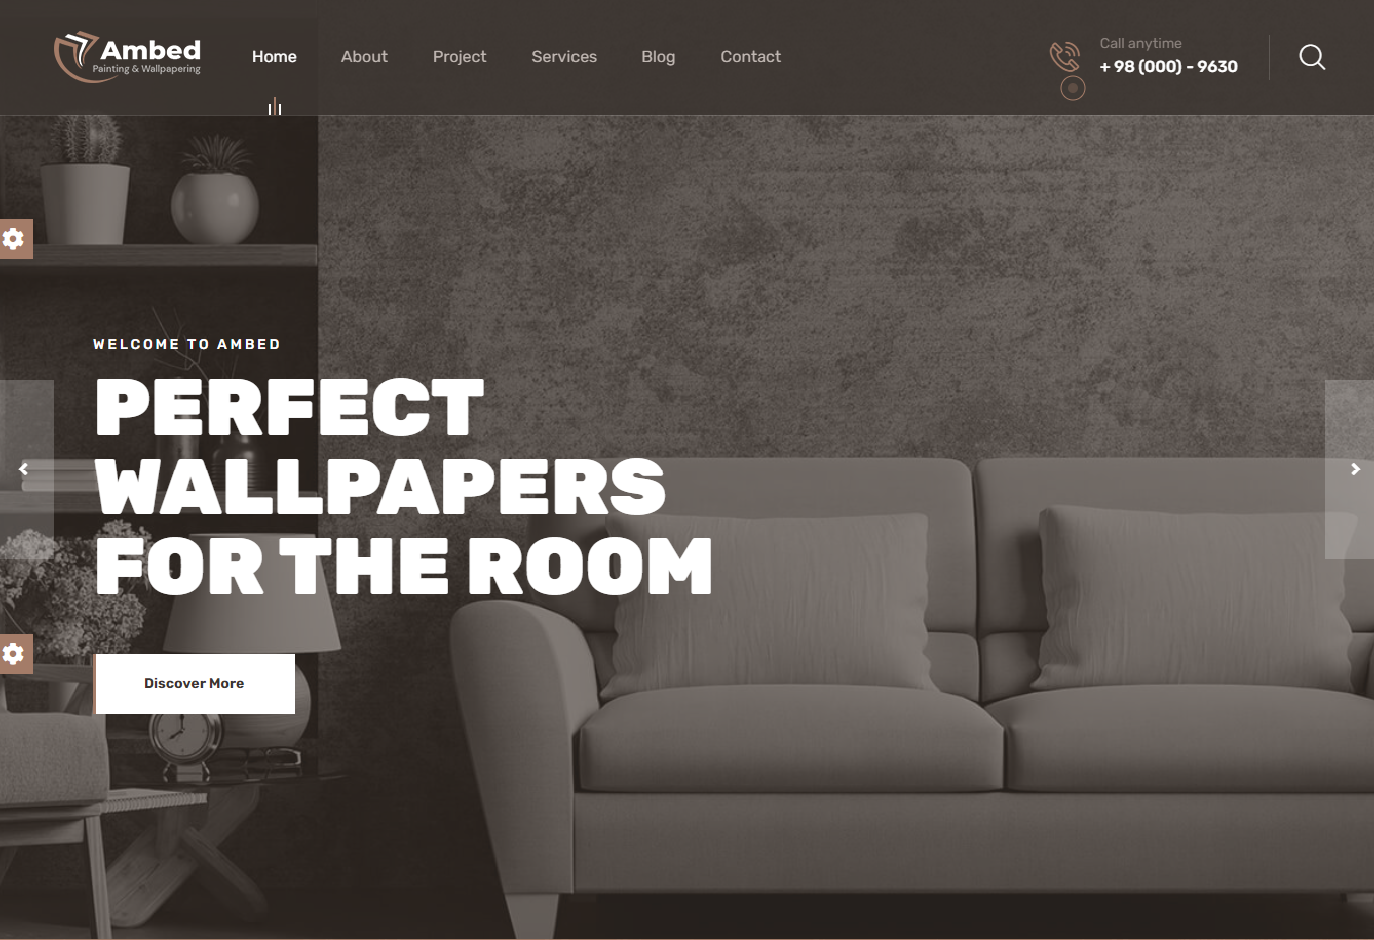 Ambed
Painting & Wallpapering
Home
About
Project
Services
Blog
Contact
Call anytime
+ 98 (000) - 9630
WELCOME TO AMBED
PERFECT
WALLPAPERS
FOR THE ROOM
Discover More